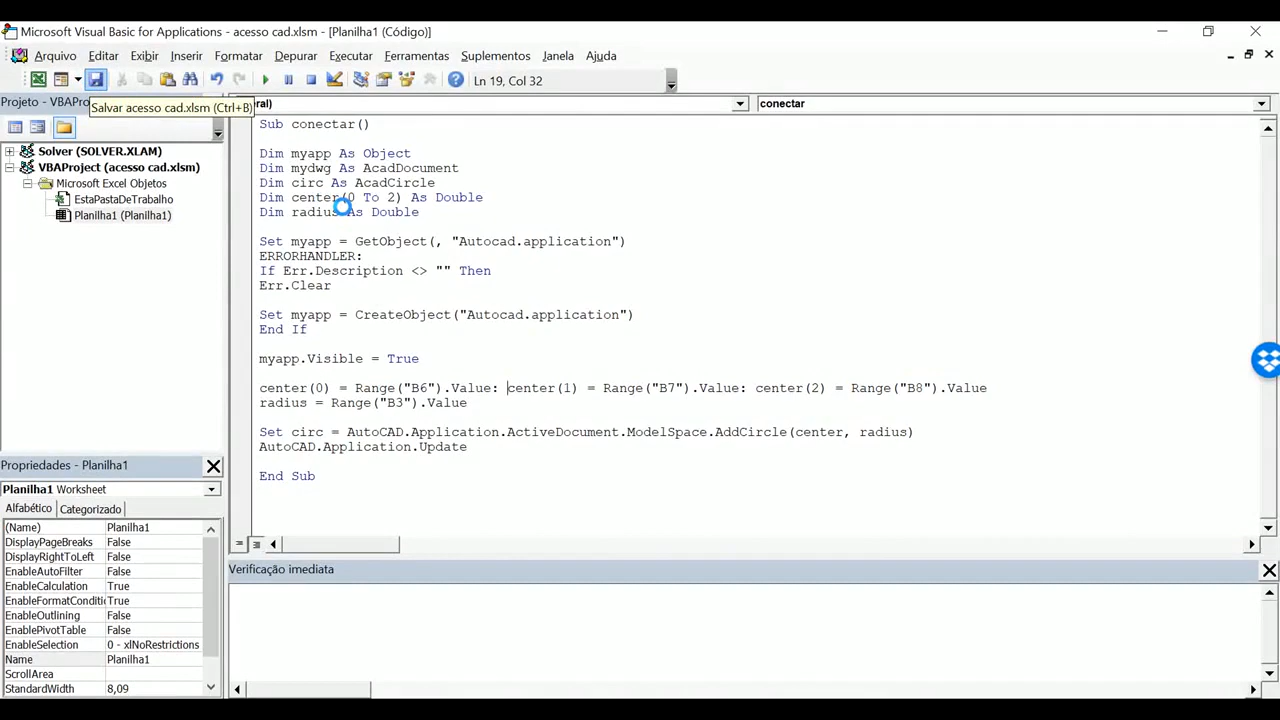 Microsoft Visual Basic for Applications - acesso cad.xlsm - [Planilha1 (Código)]
Arquivo Editar Exibir Inserir Formatar Depurar Executar Ferramentas Suplementos Janela Ajuda
Ln 19, Col 32
Projeto - VBAPro
Salvar acesso cad.xlsm (Ctrl+B)
eral)
conectar
Solver (SOLVER.XLAM)
VBAProject (acesso cad.xlsm)
Microsoft Excel Objetos
EstaPastaDeTrabalho
Planilha1 (Planilha1)
Sub conectar()
Dim myapp As Object
Dim mydwg As AcadDocument
Dim circ As AcadCircle
Dim center(0 To 2) As Double
Dim radius As Double
Set myapp = GetObject(, "Autocad.application")
ERRORHANDLER:
If Err.Description <> "" Then
Err.Clear
Set myapp = CreateObject("Autocad.application")
End If
myapp.Visible = True
center(0) = Range("B6").Value: center(1) = Range("B7").Value: center(2) = Range("B8").Value
radius = Range("B3").Value
Set circ = AutoCAD.Application.ActiveDocument.ModelSpace.AddCircle(center, radius)
AutoCAD.Application.Update
End Sub
Propriedades - Planilha1
Planilha1 Worksheet
Alfabético Categorizado
(Name) Planilha1
DisplayPageBreaks False
DisplayRightToLeft False
EnableAutoFilter False
EnableCalculation True
EnableFormatConditi True
EnableOutlining False
EnablePivotTable False
EnableSelection 0 - xlNoRestrictions
Name Planilha1
ScrollArea
StandardWidth 8,09
Verificação imediata